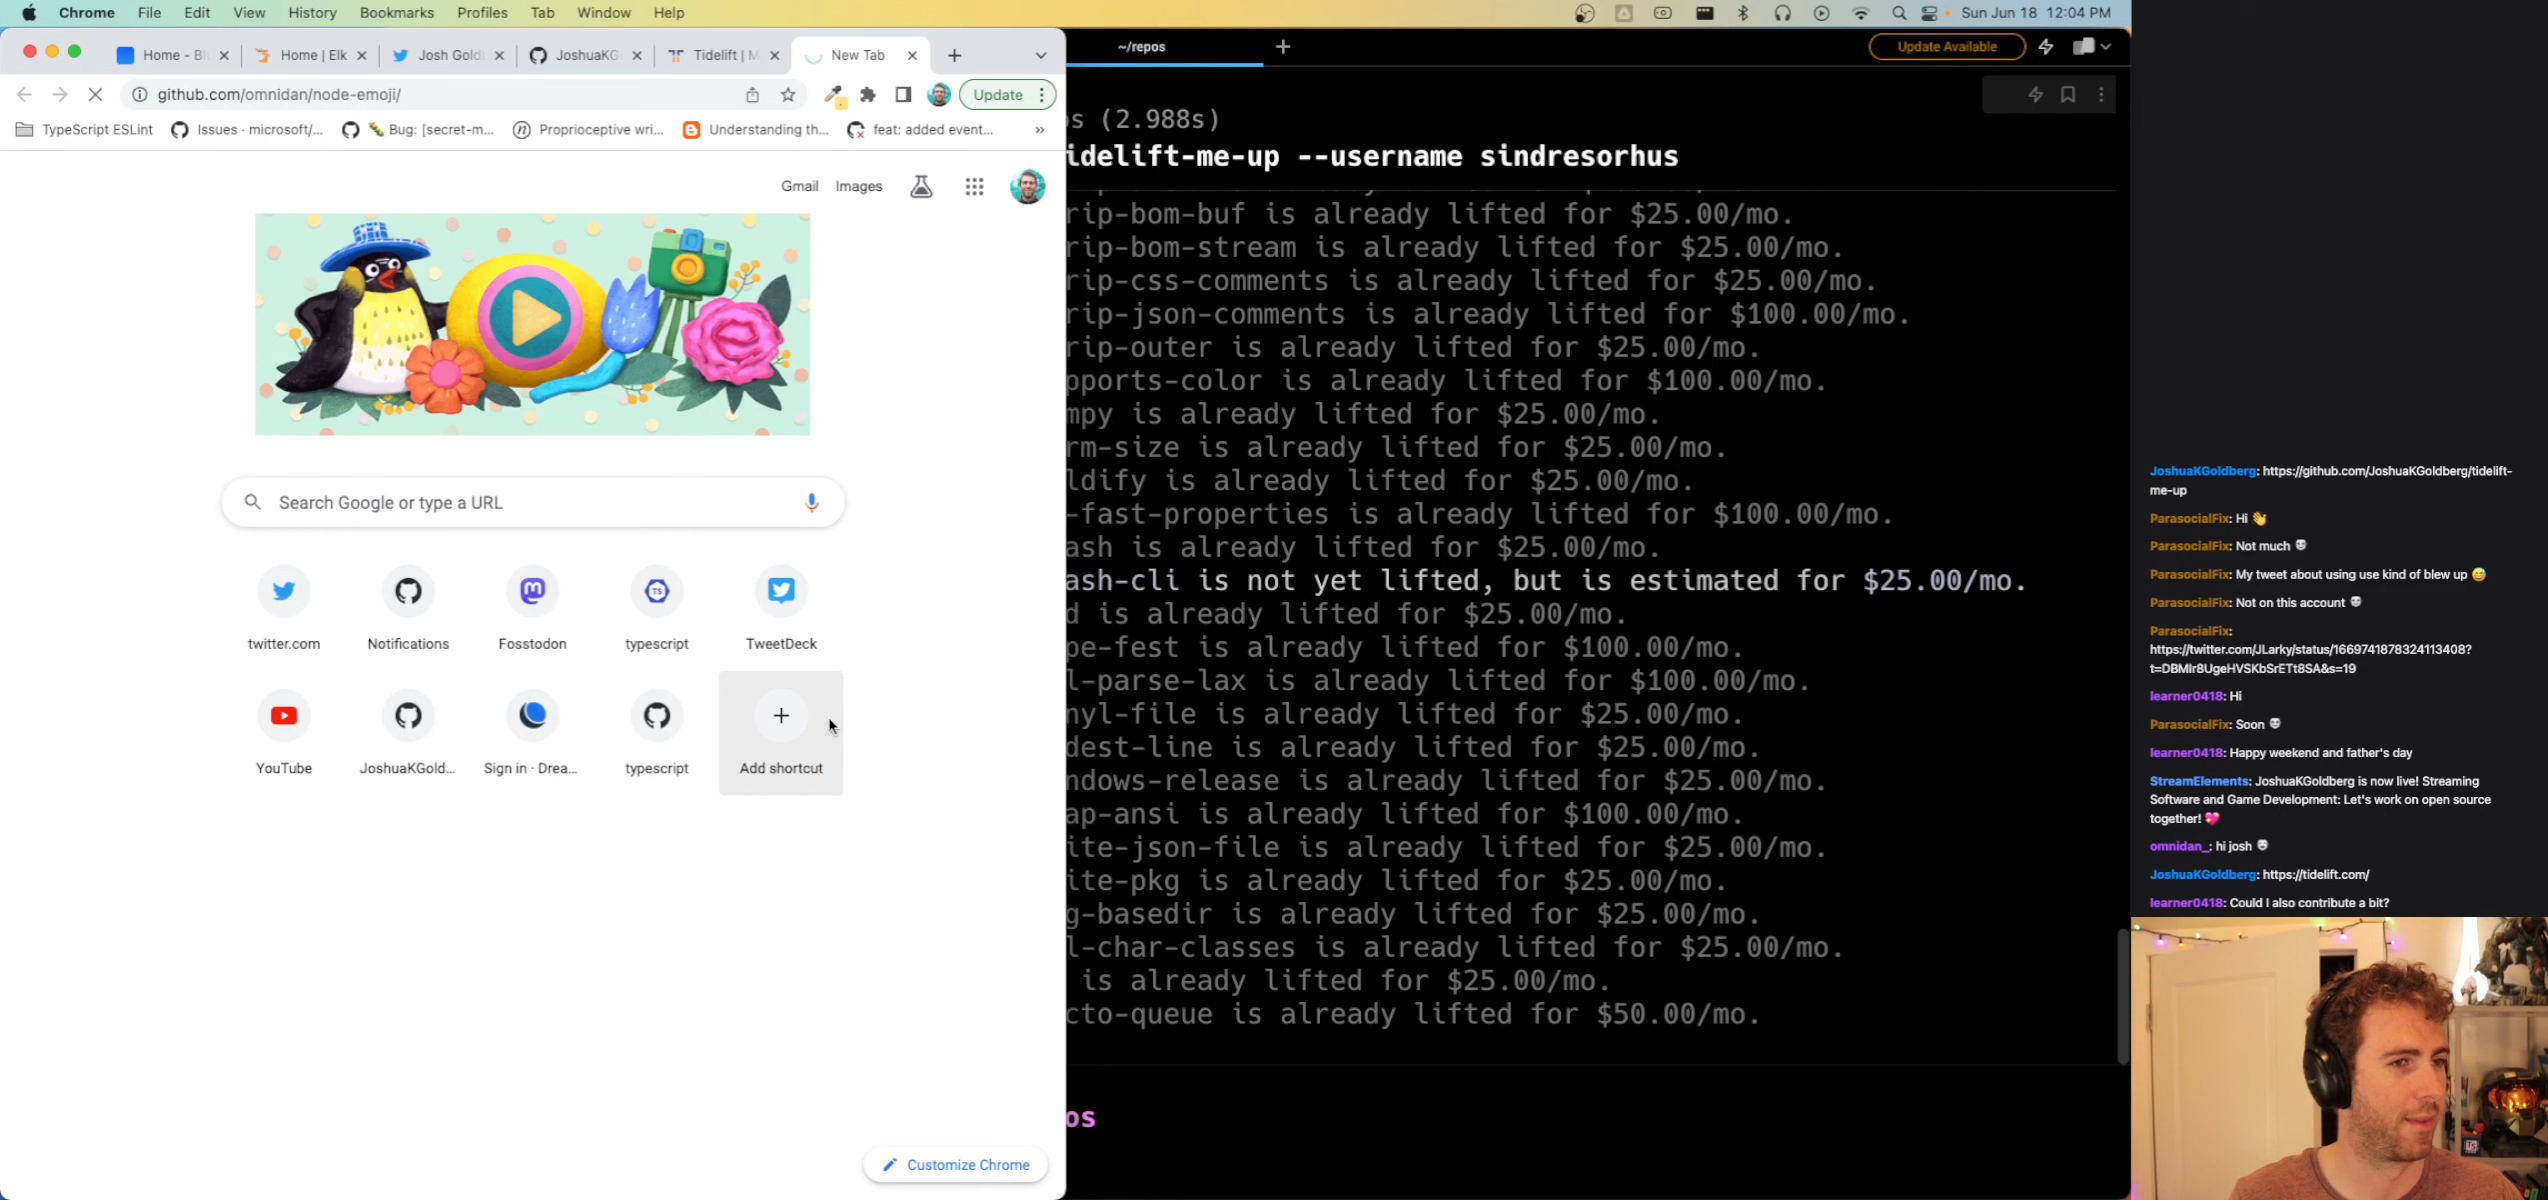 Chrome File Edit View History Bookmarks Profiles Tab Window Help
Sun Jun 18 12:04 PM
Home - Bl
Home | Elk
Josh Gold
JoshuaKG
Tidelift | M
New Tab
github.com/omnidan/node-emoji/
Update
TypeScript ESLint
Issues · microsoft/...
Bug: [secret-m...
Proprioceptive wri...
Understanding th...
feat: added event...
»
Gmail Images
Search Google or type a URL
twitter.com
Notifications
Fosstodon
typescript
TweetDeck
YouTube
JoshuaKGold...
Sign in · Drea...
typescript
Add shortcut
Customize Chrome
~/repos
Update Available
os (2.988s)
idelift-me-up --username sindresorhus
rip-bom-buf is already lifted for $25.00/mo.
rip-bom-stream is already lifted for $25.00/mo.
rip-css-comments is already lifted for $25.00/mo.
rip-json-comments is already lifted for $100.00/mo.
rip-outer is already lifted for $25.00/mo.
pports-color is already lifted for $100.00/mo.
mpy is already lifted for $25.00/mo.
rm-size is already lifted for $25.00/mo.
ldify is already lifted for $25.00/mo.
-fast-properties is already lifted for $100.00/mo.
ash is already lifted for $25.00/mo.
ash-cli is not yet lifted, but is estimated for $25.00/mo.
d is already lifted for $25.00/mo.
pe-fest is already lifted for $100.00/mo.
l-parse-lax is already lifted for $100.00/mo.
nyl-file is already lifted for $25.00/mo.
dest-line is already lifted for $25.00/mo.
ndows-release is already lifted for $25.00/mo.
ap-ansi is already lifted for $100.00/mo.
ite-json-file is already lifted for $25.00/mo.
ite-pkg is already lifted for $25.00/mo.
g-basedir is already lifted for $25.00/mo.
l-char-classes is already lifted for $25.00/mo.
is already lifted for $25.00/mo.
cto-queue is already lifted for $50.00/mo.
os
JoshuaKGoldberg: https://github.com/JoshuaKGoldberg/tidelift-
me-up
ParasocialFix: Hi 👋
ParasocialFix: Not much
ParasocialFix: My tweet about using use kind of blew up 😅
ParasocialFix: Not on this account
ParasocialFix:
https://twitter.com/JLarky/status/1669741878324113408?
t=DBMIr8UgeHVSKbSrETt8SA&s=19
learner0418: Hi
ParasocialFix: Soon
learner0418: Happy weekend and father's day
StreamElements: JoshuaKGoldberg is now live! Streaming
Software and Game Development: Let's work on open source
together! 💖
omnidan_: hi josh
JoshuaKGoldberg: https://tidelift.com/
learner0418: Could I also contribute a bit?